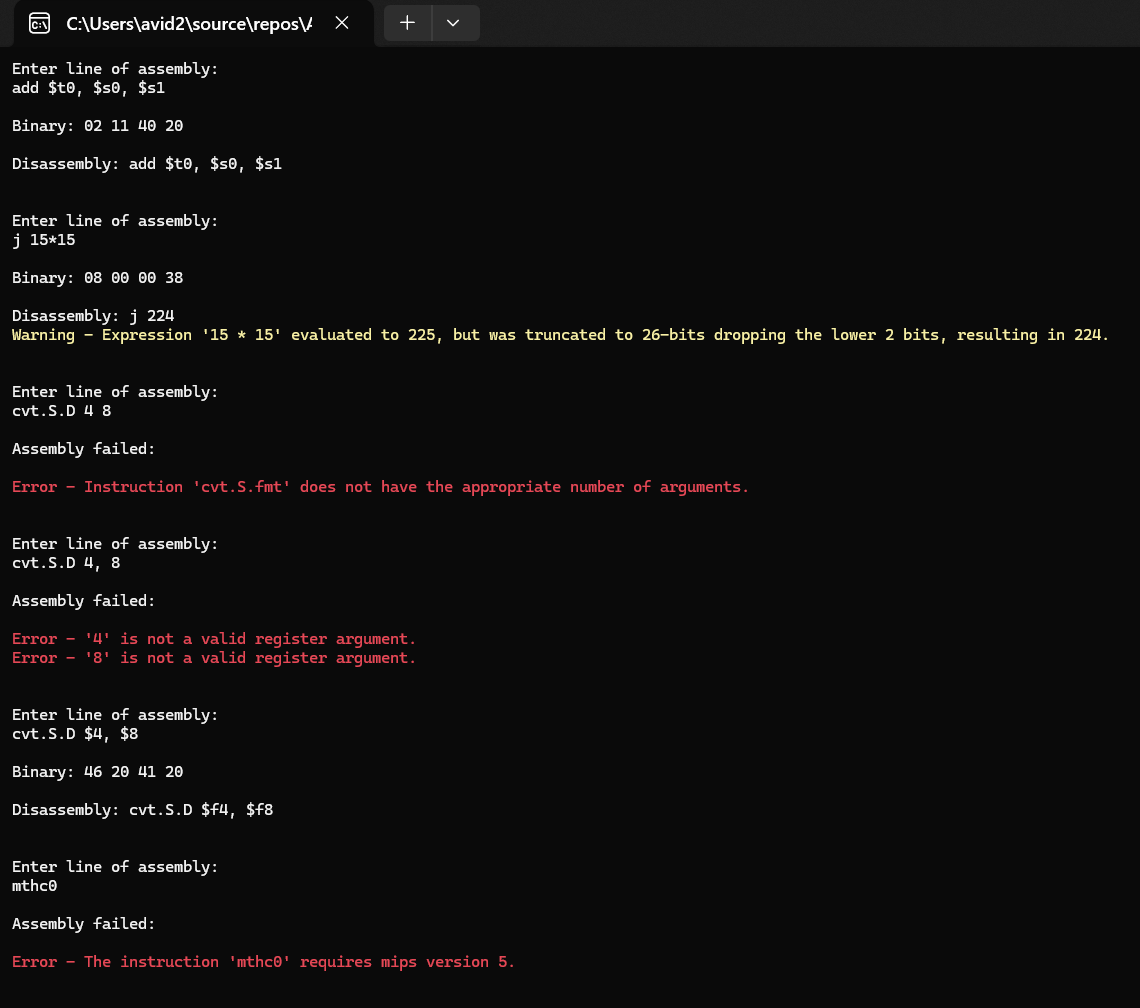 C:\Users\avid2\source\repos\A
Enter line of assembly:
add $t0, $s0, $s1
Binary: 02 11 40 20
Disassembly: add $t0, $s0, $s1
Enter line of assembly:
j 15*15
Binary: 08 00 00 38
Disassembly: j 224
Warning - Expression '15 * 15' evaluated to 225, but was truncated to 26-bits dropping the lower 2 bits, resulting in 224.
Enter line of assembly:
cvt.S.D 4 8
Assembly failed:
Error - Instruction 'cvt.S.fmt' does not have the appropriate number of arguments.
Enter line of assembly:
cvt.S.D 4, 8
Assembly failed:
Error - '4' is not a valid register argument.
Error - '8' is not a valid register argument.
Enter line of assembly:
cvt.S.D $4, $8
Binary: 46 20 41 20
Disassembly: cvt.S.D $f4, $f8
Enter line of assembly:
mthc0
Assembly failed:
Error - The instruction 'mthc0' requires mips version 5.